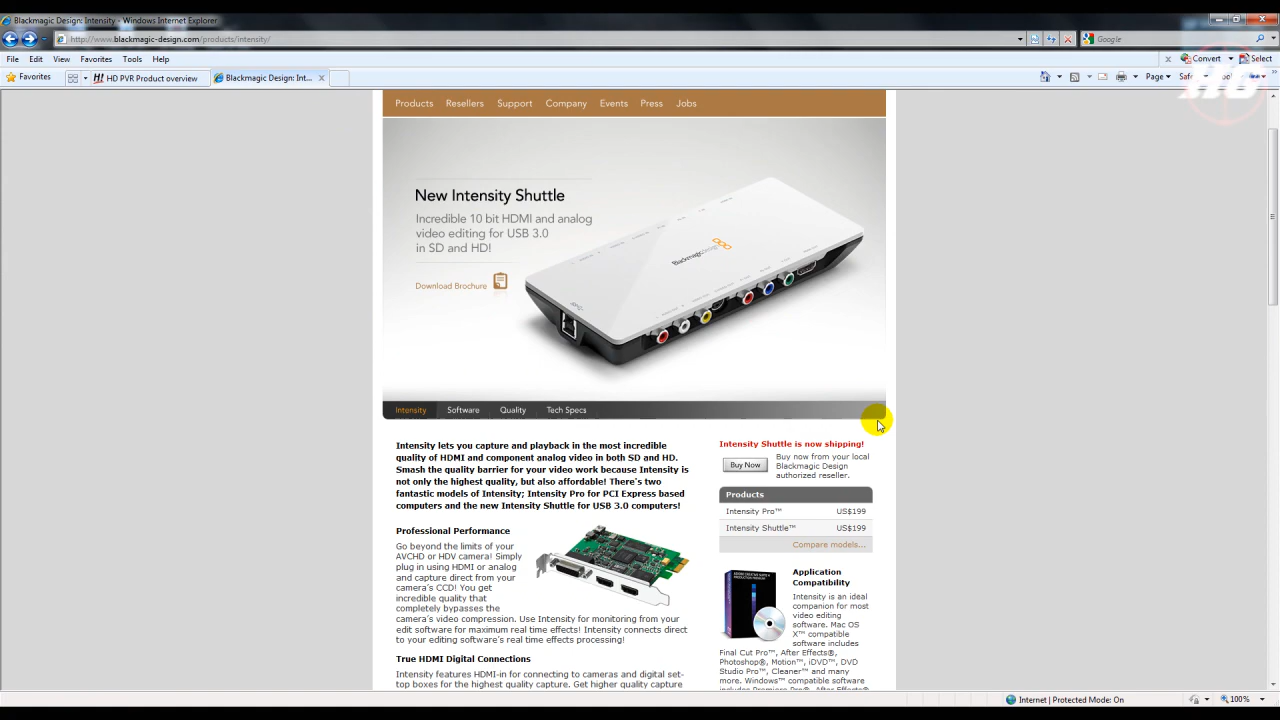 Blackmagic Design: Intensity - Windows Internet Explorer
http://www.blackmagic-design.com/products/intensity/
Google
File Edit View Favorites Tools Help
Convert Select
Favorites
HD PVR Product overview
Blackmagic Design: Int...
Page
Products Resellers Support Company Events Press Jobs
New Intensity Shuttle
Incredible 10 bit HDMI and analog
video editing for USB 3.0
in SD and HD!
Download Brochure
Blackmagicdesign
Intensity Software Quality Tech Specs
Intensity lets you capture and playback in the most incredible
quality of HDMI and component analog video in both SD and HD.
Smash the quality barrier for your video work because Intensity is
not only the highest quality, but also affordable! There's two
fantastic models of Intensity; Intensity Pro for PCI Express based
computers and the new Intensity Shuttle for USB 3.0 computers!
Professional Performance
Go beyond the limits of your
AVCHD or HDV camera! Simply
plug in using HDMI or analog
and capture direct from your
camera's CCD! You get
incredible quality that
completely bypasses the
camera's video compression. Use Intensity for monitoring from your
edit software for maximum real time effects! Intensity connects direct
to your editing software's real time effects processing!
True HDMI Digital Connections
Intensity features HDMI-in for connecting to cameras and digital set-
top boxes for the highest quality capture. Get higher quality capture
Intensity Shuttle is now shipping!
Buy Now
Buy now from your local
Blackmagic Design
authorized reseller.
Products
Intensity Pro™ US$199
Intensity Shuttle™ US$199
Compare models...
Application
Compatibility
Intensity is an ideal
companion for most
video editing
software. Mac OS
X™ compatible
software includes
Final Cut Pro™, After Effects®,
Photoshop®, Motion™, iDVD™, DVD
Studio Pro™, Cleaner™ and many
more. Windows™ compatible software
includes Premiere Pro®, After Effects®
Internet | Protected Mode: On
100%